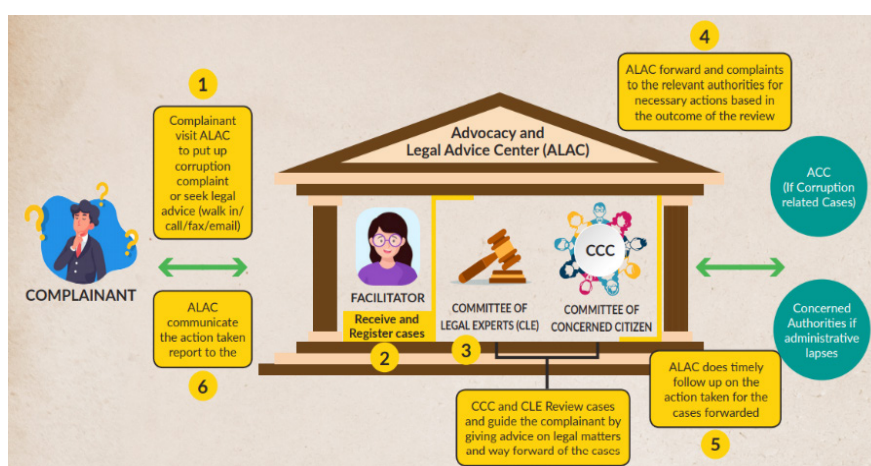 1
Complainant
visit ALAC
to put up
corruption
complaint
or seek legal
advice (walk in/
call/fax/email)
COMPLAINANT
ALAC
communicate
the action taken
report to the
6
Advocacy and
Legal Advice Center (ALAC)
FACILITATOR
Receive and
Register cases
2
COMMITTEE OF
LEGAL EXPERTS (CLE)
3
CCC
COMMITTEE OF
CONCERNED CITIZEN
CCC and CLE Review cases
and guide the complainant by
giving advice on legal matters
and way forward of the cases
4
ALAC forward and complaints
to the relevant authorities for
necessary actions based in
the outcome of the review
ACC
(If Corruption
related Cases)
Concerned
Authorities if
administrative
lapses
ALAC does timely
follow up on the
action taken for the
cases forwarded
5